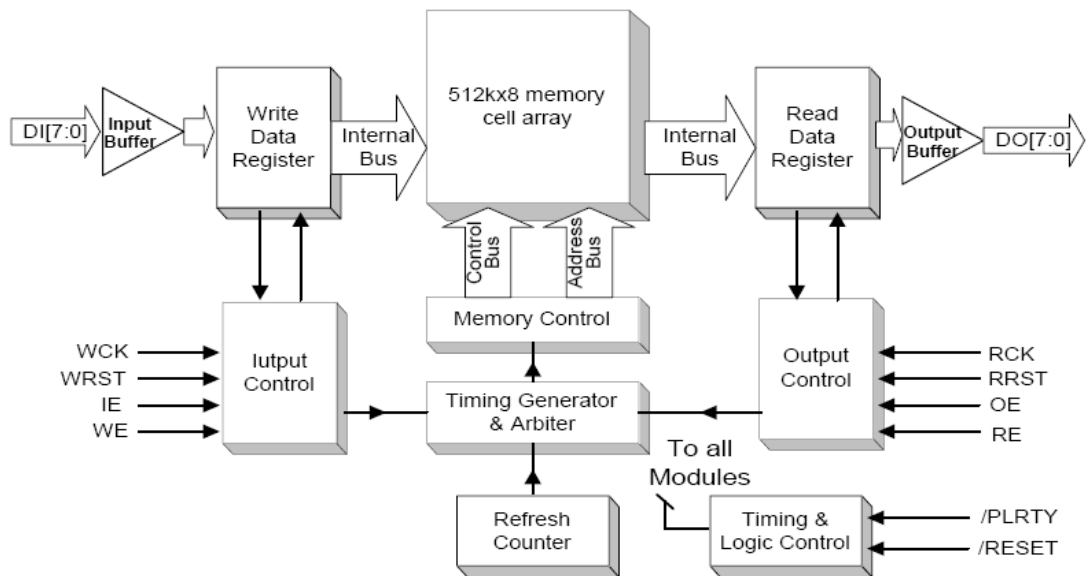 DI[7:0]
Input
Buffer
Write
Data
Register
Internal
Bus
512kx8 memory
cell array
Internal
Bus
Read
Data
Register
Output
Buffer
DO[7:0]
Control
Bus
Address
Bus
Memory Control
WCK
WRST
IE
WE
Iutput
Control
Timing Generator
& Arbiter
Output
Control
RCK
RRST
OE
RE
To all
Modules
Refresh
Counter
Timing &
Logic Control
/PLRTY
/RESET